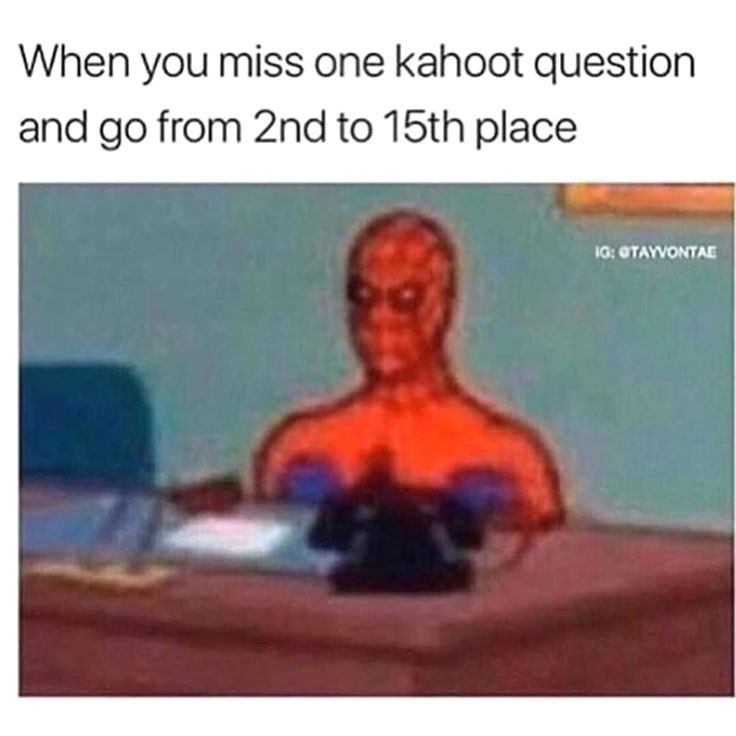 When you miss one kahoot question
and go from 2nd to 15th place
IG: @TAYVONTAE